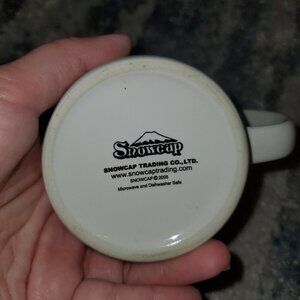 Snowcap
SNOWCAP TRADING CO., LTD.
www.snowcaptrading.com
SNOWCAP © 2005
Microwave and Dishwasher Safe